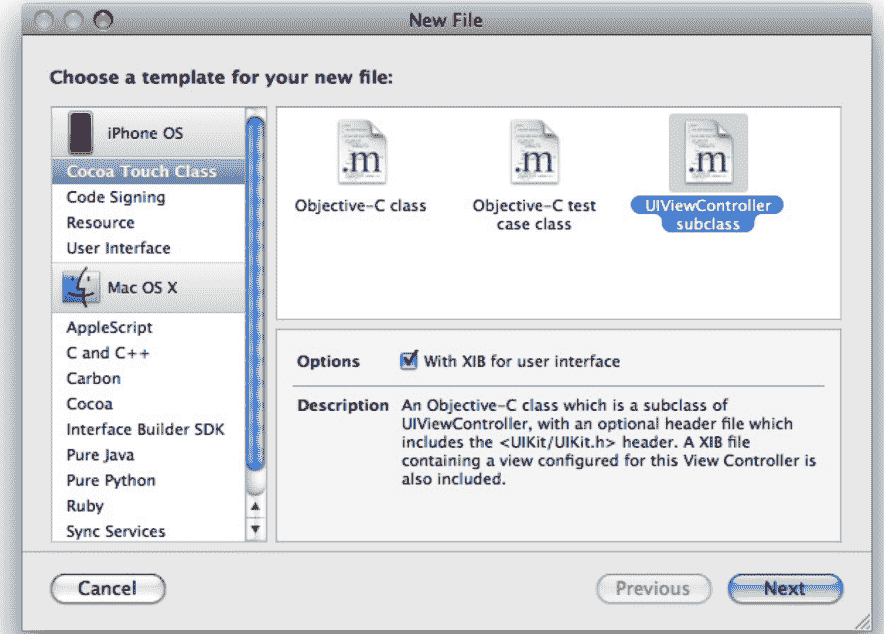 New File
Choose a template for your new file:
iPhone OS
Cocoa Touch Class
Code Signing
Resource
User Interface
Mac OS X
AppleScript
C and C++
Carbon
Cocoa
Interface Builder SDK
Pure Java
Pure Python
Ruby
Sync Services
.m
.m
.m
Objective-C class
Objective-C test
case class
UIViewController
subclass
Options
With XIB for user interface
Description
An Objective-C class which is a subclass of
UIViewController, with an optional header file which
includes the <UIKit/UIKit.h> header. A XIB file
containing a view configured for this View Controller is
also included.
Cancel
Previous
Next